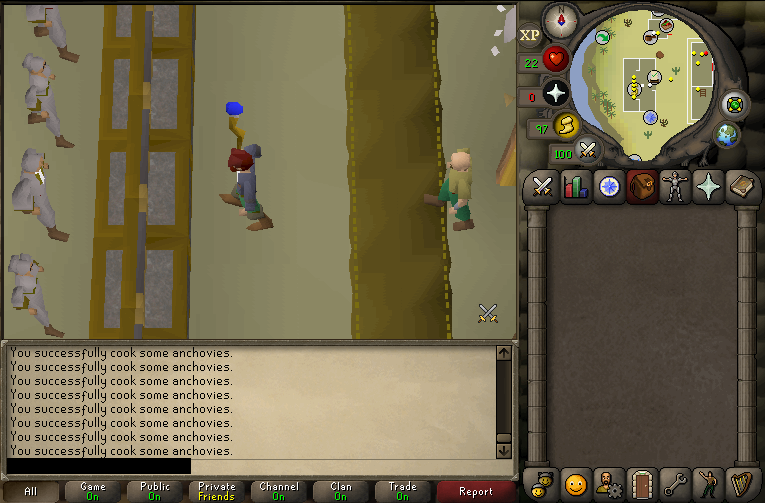 XP
N
22
0
97
100
You successfully cook some anchovies.
You successfully cook some anchovies.
You successfully cook some anchovies.
You successfully cook some anchovies.
You successfully cook some anchovies.
You successfully cook some anchovies.
You successfully cook some anchovies.
You successfully cook some anchovies.
All
Game
On
Public
On
Private
Friends
Channel
On
Clan
On
Trade
On
Report